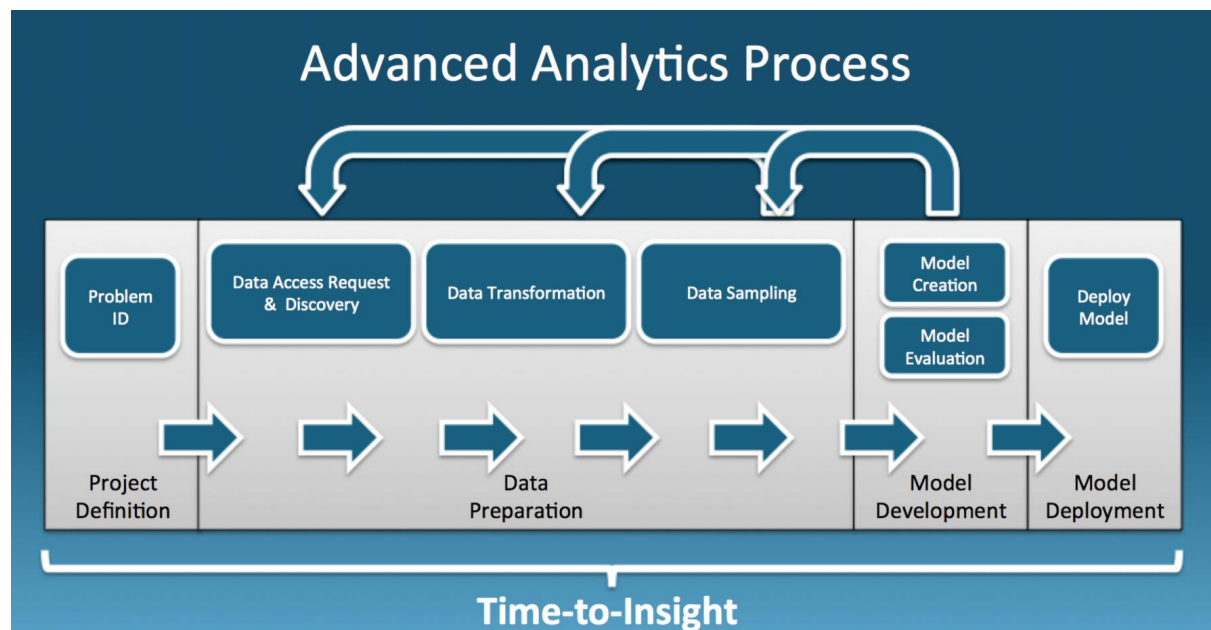 Advanced Analytics Process
Problem
ID
Data Access Request
& Discovery
Data Transformation
Data Sampling
Model
Creation
Model
Evaluation
Deploy
Model
Project
Definition
Data
Preparation
Model
Development
Model
Deployment
Time-to-Insight